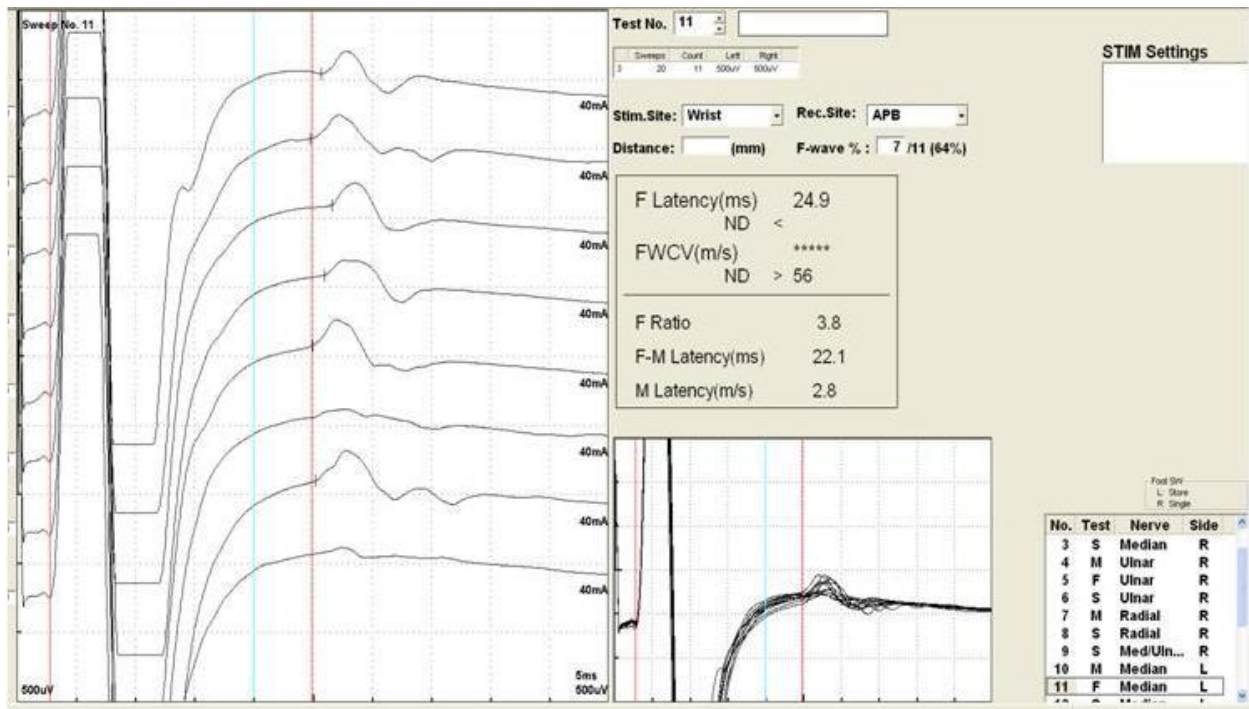 Sweep No. 11
40mA
40mA
40mA
40mA
40mA
40mA
40mA
40mA
500uV
5ms
500uV
Test No. 11
Sweeps Count Left Right
3 20 11 500uV 500uV
STIM Settings
Stim.Site: Wrist Rec.Site: APB
Distance: (mm) F-wave % : 7 /11 (64%)
F Latency(ms) 24.9
ND <
FWCV(m/s) *****
ND > 56
F Ratio 3.8
F-M Latency(ms) 22.1
M Latency(m/s) 2.8
Foot SW
L: Store
R: Single
No. Test Nerve Side
3 S Median R
4 M Ulnar R
5 F Ulnar R
6 S Ulnar R
7 M Radial R
8 S Radial R
9 S Med/Uln... R
10 M Median L
11 F Median L